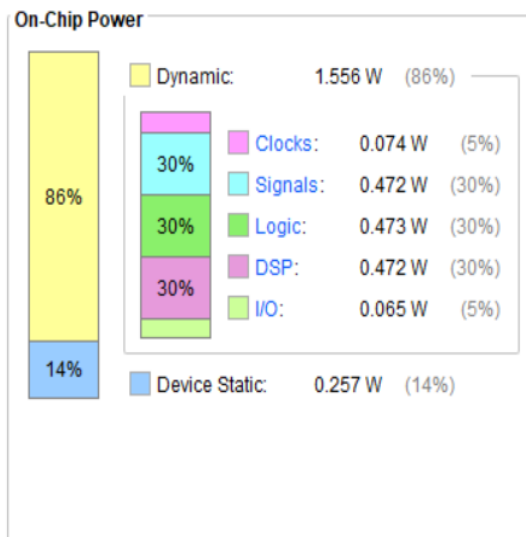 On-Chip Power
Dynamic: 1.556 W (86%)
Clocks: 0.074 W (5%)
30% Signals: 0.472 W (30%)
86%
30% Logic: 0.473 W (30%)
30% DSP: 0.472 W (30%)
I/O: 0.065 W (5%)
14% Device Static: 0.257 W (14%)